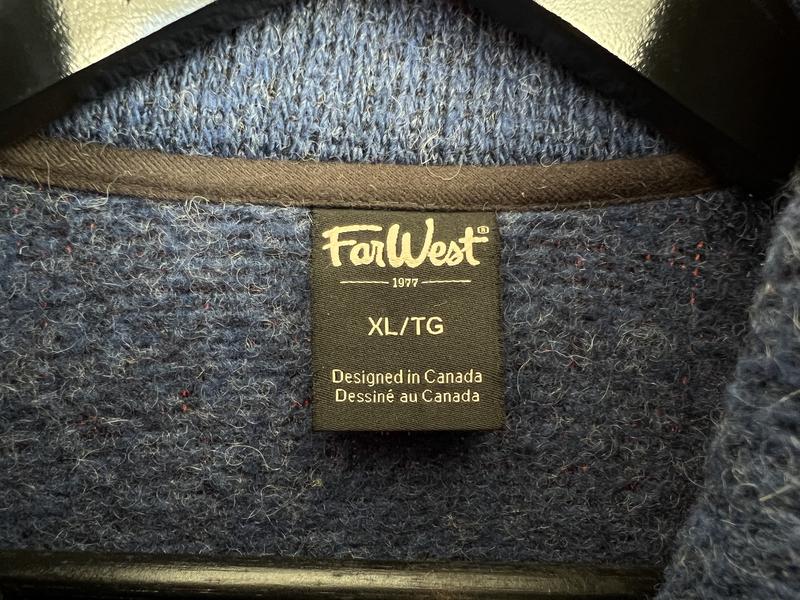 FarWest®
1977
XL/TG
Designed in Canada
Dessiné au Canada